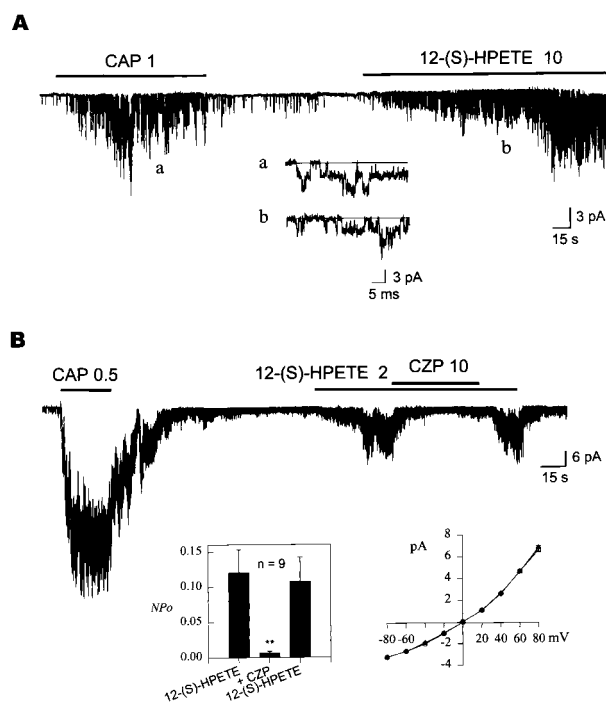 A
CAP 1
12-(S)-HPETE 10
a
b
a
b
3 pA
15 s
3 pA
5 ms
B
CAP 0.5
12-(S)-HPETE 2
CZP 10
6 pA
15 s
0.15
0.10
0.05
0.00
NPo
n = 9
**
12-(S)-HPETE
+ CZP
12-(S)-HPETE
pA
8
6
4
2
0
-2
-4
-80 -60 -40 -20
20 40 60 80 mV